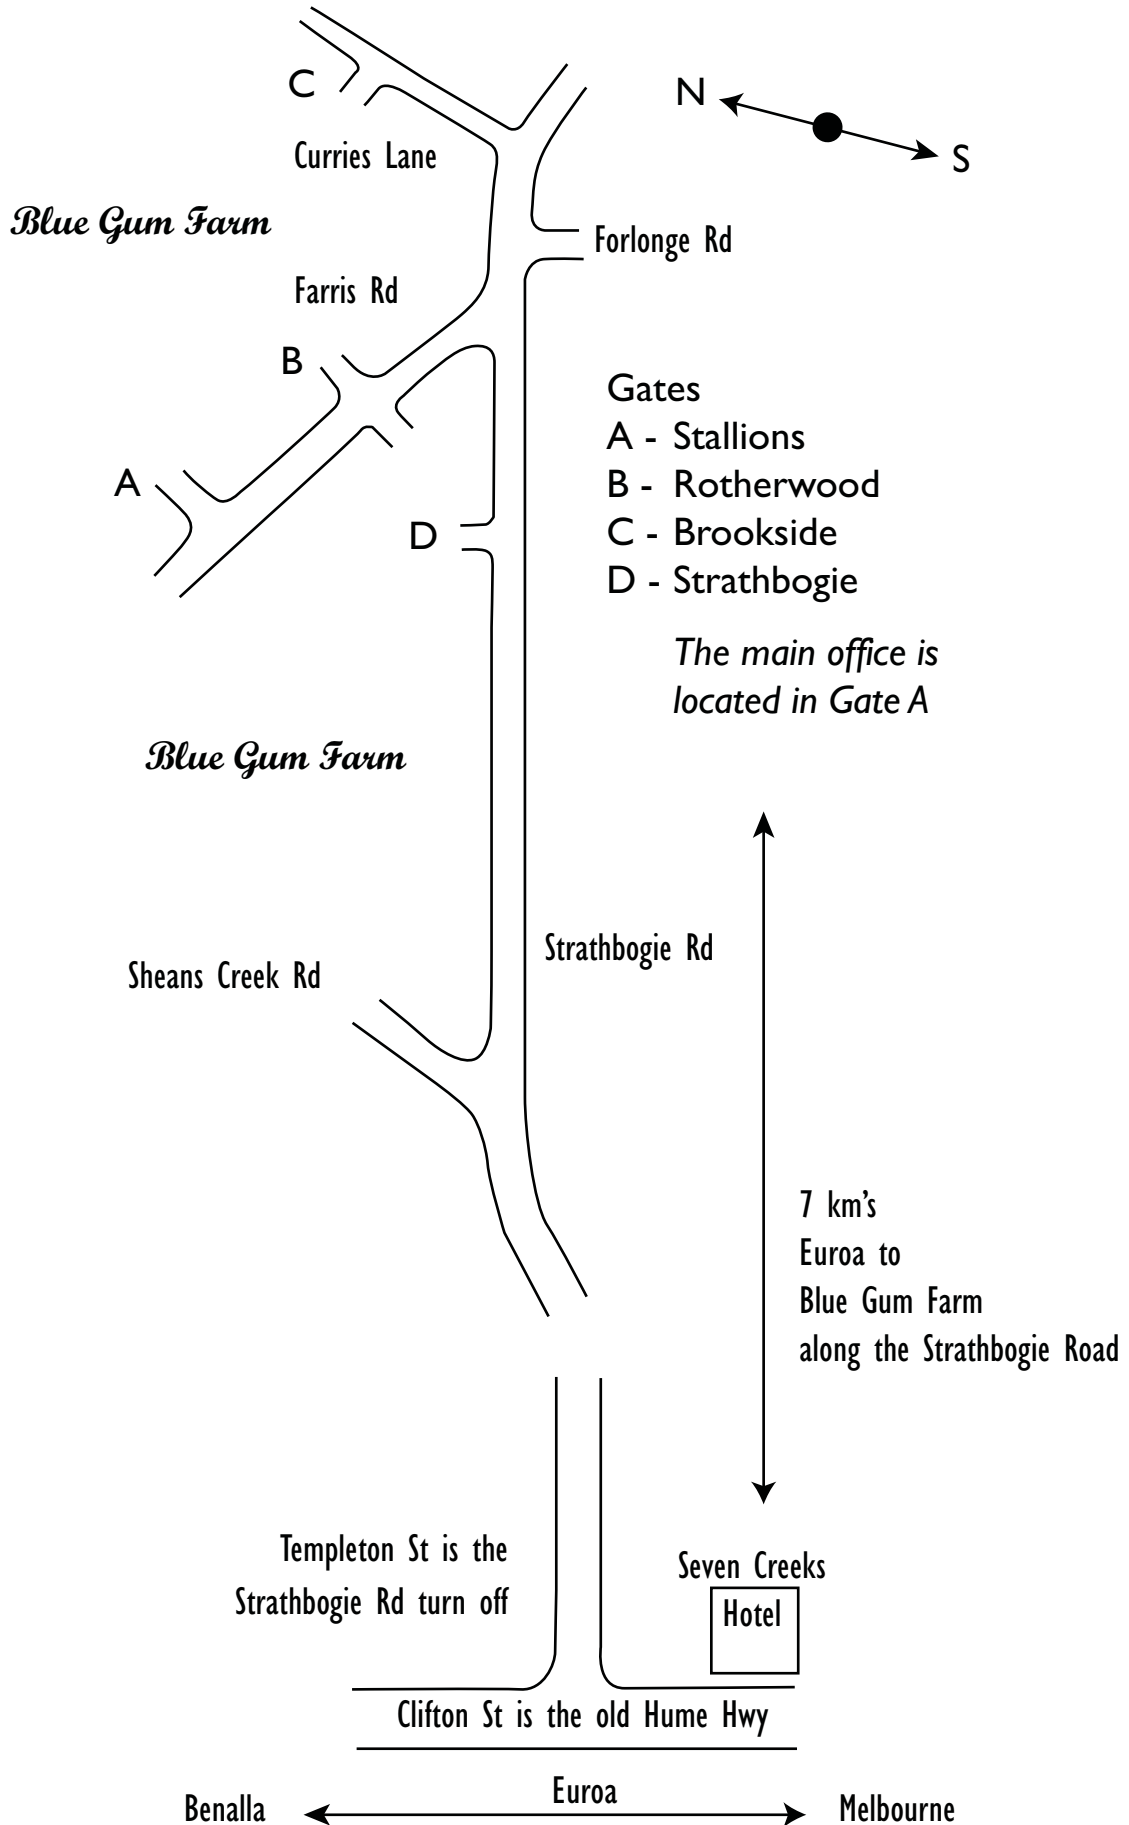 C
N
S
Curries Lane
Blue Gum Farm
Forlonge Rd
Farris Rd
B
Gates
A - Stallions
B - Rotherwood
C - Brookside
D - Strathbogie
A
D
The main office is
located in Gate A
Blue Gum Farm
Strathbogie Rd
Sheans Creek Rd
7 km's
Euroa to
Blue Gum Farm
along the Strathbogie Road
Templeton St is the
Strathbogie Rd turn off
Seven Creeks
Hotel
Clifton St is the old Hume Hwy
Euroa
Benalla
Melbourne